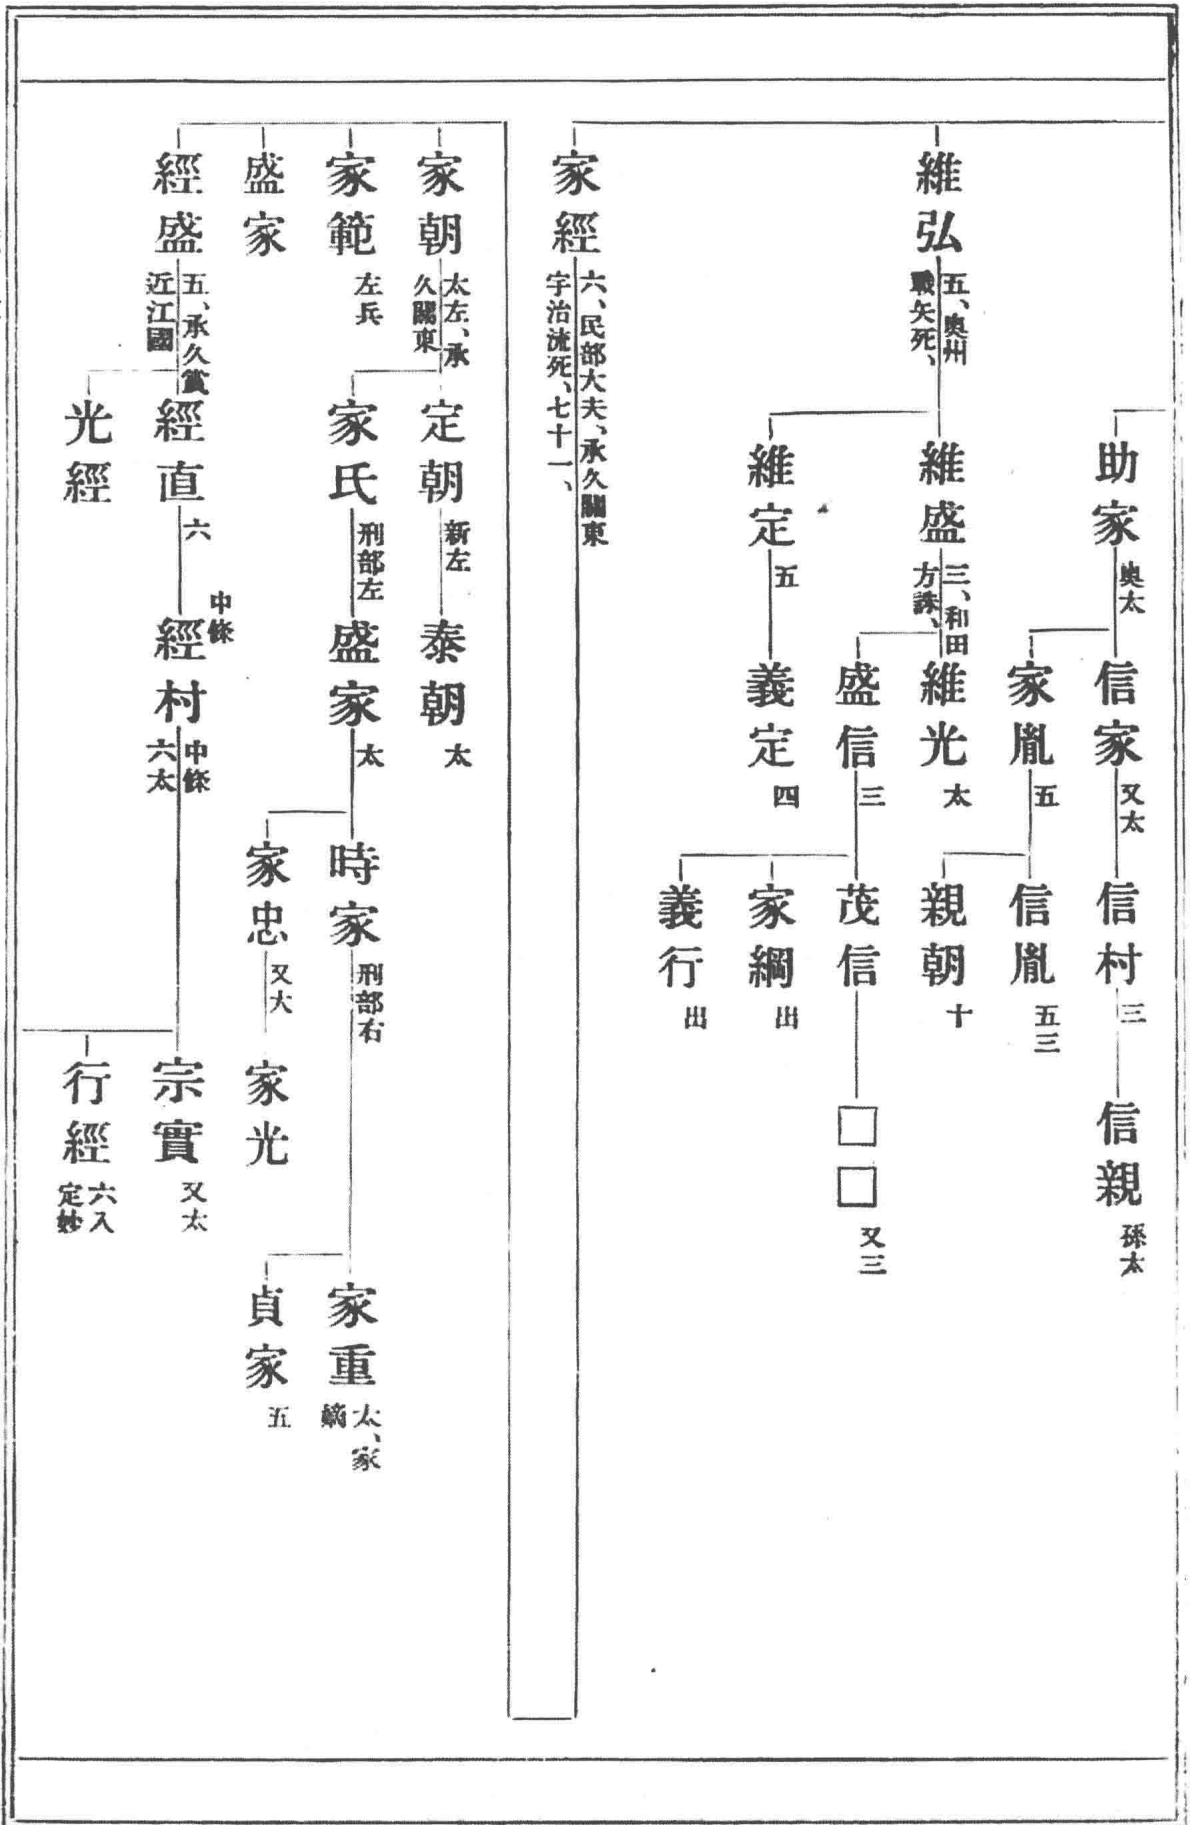 助家
奥太
信家
又太
信村
三
信親
孫太
家胤
五
信胤
五三
親朝
十
維弘
五、奥州
戰矢死、
維盛
三、和田
方誅、
維光
太
盛信
三
茂信
□□
又三
家綱
出
義行
出
維定
五
義定
四
家經
六、民部大夫、承久關東
宇治流死、七十一、
家朝
太左、承
久關東
定朝
新左
泰朝
太
家氏
刑部左
盛家
太
時家
刑部右
家重
太、家
嫡
貞家
五
家忠
又大
家光
家範
左兵
盛家
經盛
五、承久賞
近江國
經直
六
中條
經村
中條
六太
宗實
又太
行經
六入
定妙
光經